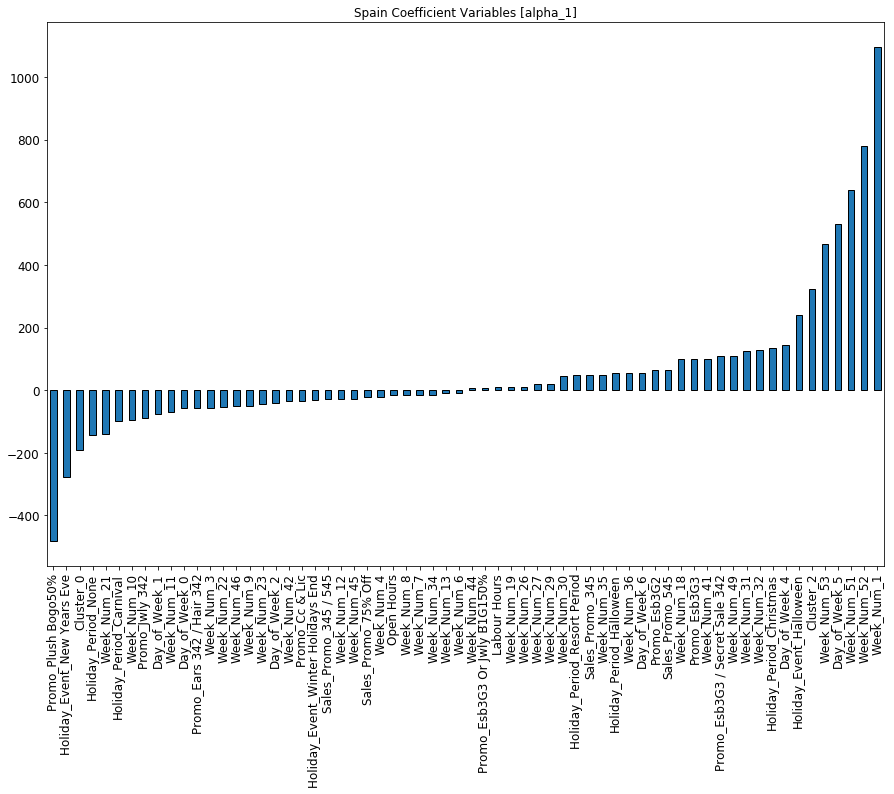 Spain Coefficient Variables [alpha_1]
1000
800
600
400
200
0
−200
−400
Promo_Plush Bogo50%
Holiday_Event_New Years Eve
Cluster_0
Holiday_Period_None
Week_Num_21
Holiday_Period_Carnival
Week_Num_10
Promo_Jwly 342
Day_of_Week_1
Week_Num_11
Day_of_Week_0
Promo_Ears 342 / Hair 342
Week_Num_3
Week_Num_22
Week_Num_46
Week_Num_9
Week_Num_23
Day_of_Week_2
Week_Num_42
Promo_Cc & Lic
Holiday_Event_Winter Holidays End
Sales_Promo_345 / 545
Week_Num_12
Week_Num_45
Sales_Promo_75% Off
Week_Num_4
Open Hours
Week_Num_8
Week_Num_7
Week_Num_34
Week_Num_13
Week_Num_6
Week_Num_44
Promo_Esb3G3 Or Jwly B1G150%
Labour Hours
Week_Num_19
Week_Num_26
Week_Num_27
Week_Num_29
Week_Num_30
Holiday_Period_Resort Period
Sales_Promo_345
Week_Num_35
Holiday_Period_Halloween
Week_Num_36
Day_of_Week_6
Promo_Esb3G2
Sales_Promo_545
Week_Num_18
Promo_Esb3G3
Week_Num_41
Promo_Esb3G3 / Secret Sale 342
Week_Num_49
Week_Num_31
Week_Num_32
Holiday_Period_Christmas
Day_of_Week_4
Holiday_Event_Halloween
Cluster_2
Week_Num_53
Day_of_Week_5
Week_Num_51
Week_Num_52
Week_Num_1